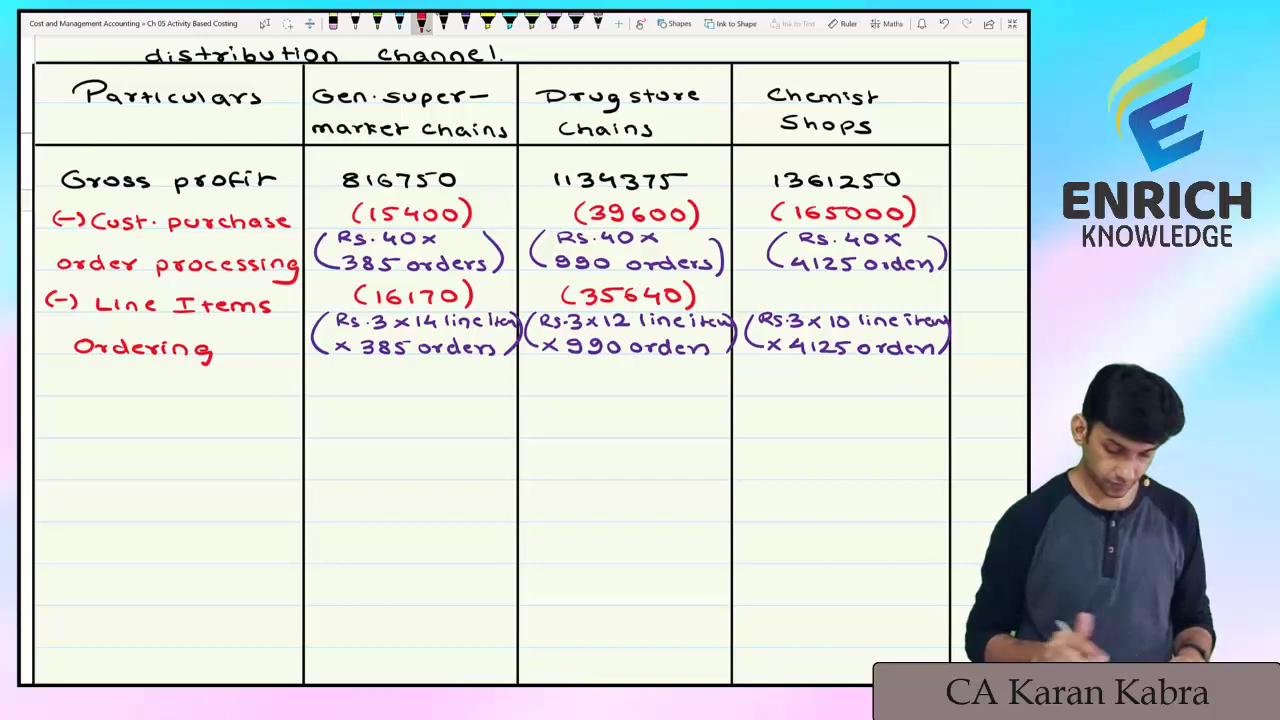 Cost and Management Accounting » Ch 05 Activity Based Costing
Shapes Ink to Shape Ink to Text Ruler Maths
distribution channel.
Particulars Gen. super- Drug store Chemist
market chains Chains Shops
Gross profit 816750 1134375 1361250
(-) Cust. purchase (15400) (39600) (165000)
order processing (Rs. 40 x 385 orders) (Rs. 40 x 990 orders) (Rs. 40 x 4125 orders)
(-) Line Items (16170) (35640)
Ordering (Rs. 3 x 14 line item x 385 orders) (Rs. 3 x 12 line item x 990 orders) (Rs. 3 x 10 line item x 4125 orders)
ENRICH
KNOWLEDGE
CA Karan Kabra